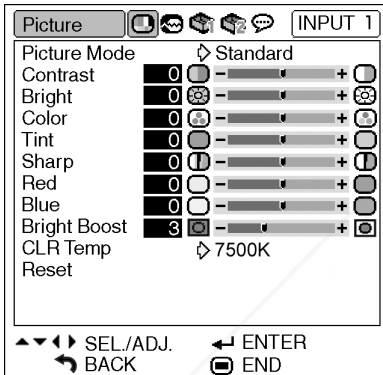 Picture INPUT 1
Picture Mode Standard
Contrast 0 - +
Bright 0 - +
Color 0 - +
Tint 0 - +
Sharp 0 - +
Red 0 - +
Blue 0 - +
Bright Boost 3 - +
CLR Temp 7500K
Reset
SEL./ADJ. ENTER
BACK END